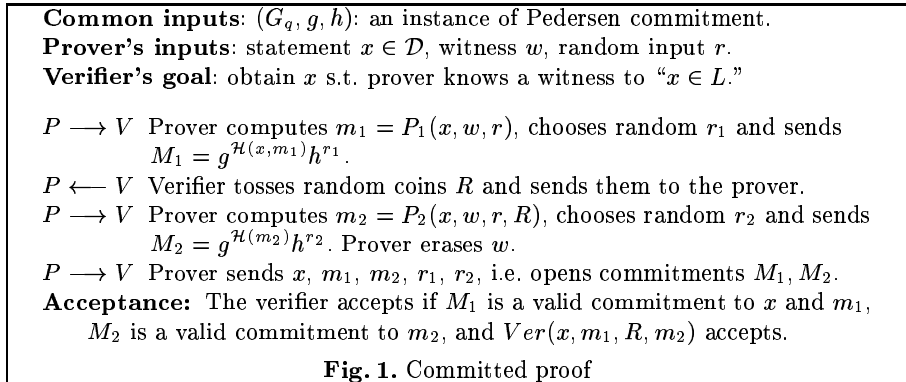 Common inputs: (G_q, g, h): an instance of Pedersen commitment.
Prover's inputs: statement x ∈ 𝒟, witness w, random input r.
Verifier's goal: obtain x s.t. prover knows a witness to “x ∈ L.”
P ⟶ V Prover computes m_1 = P_1(x, w, r), chooses random r_1 and sends
M_1 = g^{ℋ(x,m_1)}h^{r_1}.
P ⟵ V Verifier tosses random coins R and sends them to the prover.
P ⟶ V Prover computes m_2 = P_2(x, w, r, R), chooses random r_2 and sends
M_2 = g^{ℋ(m_2)}h^{r_2}. Prover erases w.
P ⟶ V Prover sends x, m_1, m_2, r_1, r_2, i.e. opens commitments M_1, M_2.
Acceptance: The verifier accepts if M_1 is a valid commitment to x and m_1,
M_2 is a valid commitment to m_2, and Ver(x, m_1, R, m_2) accepts.
Fig. 1. Committed proof